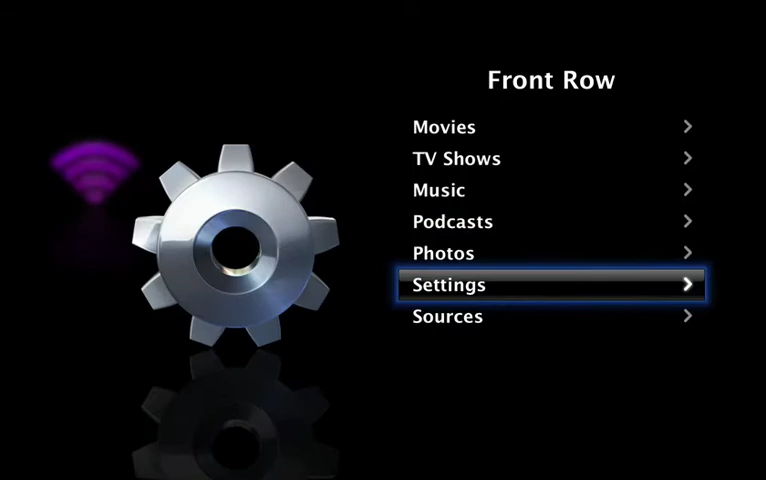 Front Row
Movies
TV Shows
Music
Podcasts
Photos
Settings
Sources